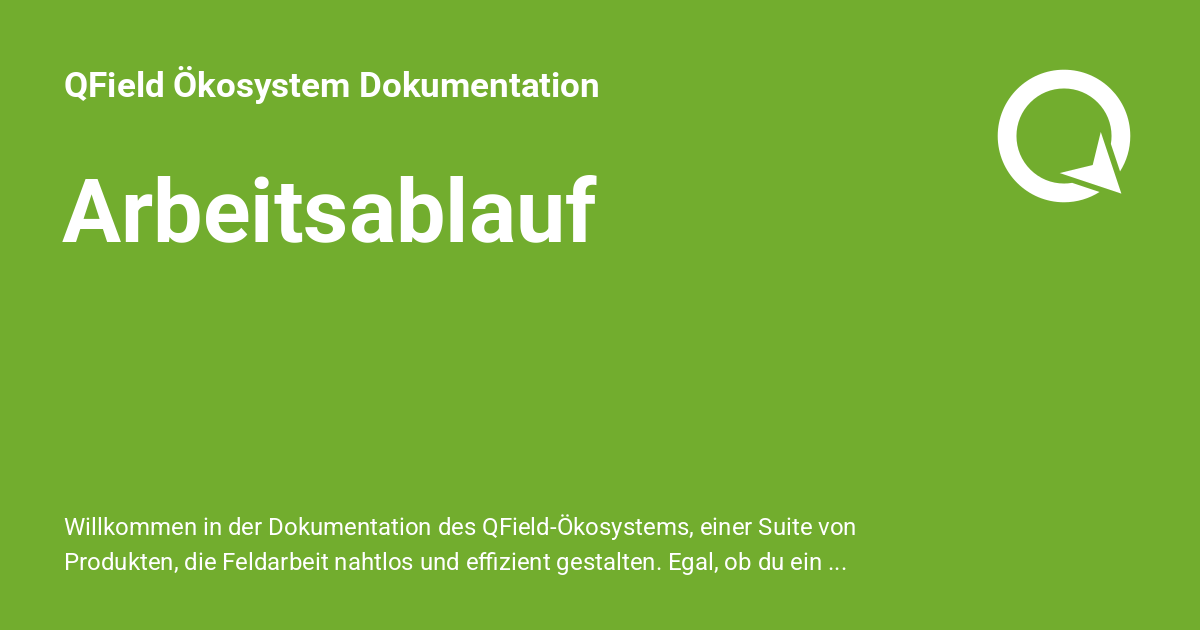 QField Ökosystem Dokumentation
Arbeitsablauf
Willkommen in der Dokumentation des QField-Ökosystems, einer Suite von
Produkten, die Feldarbeit nahtlos und effizient gestalten. Egal, ob du ein ...